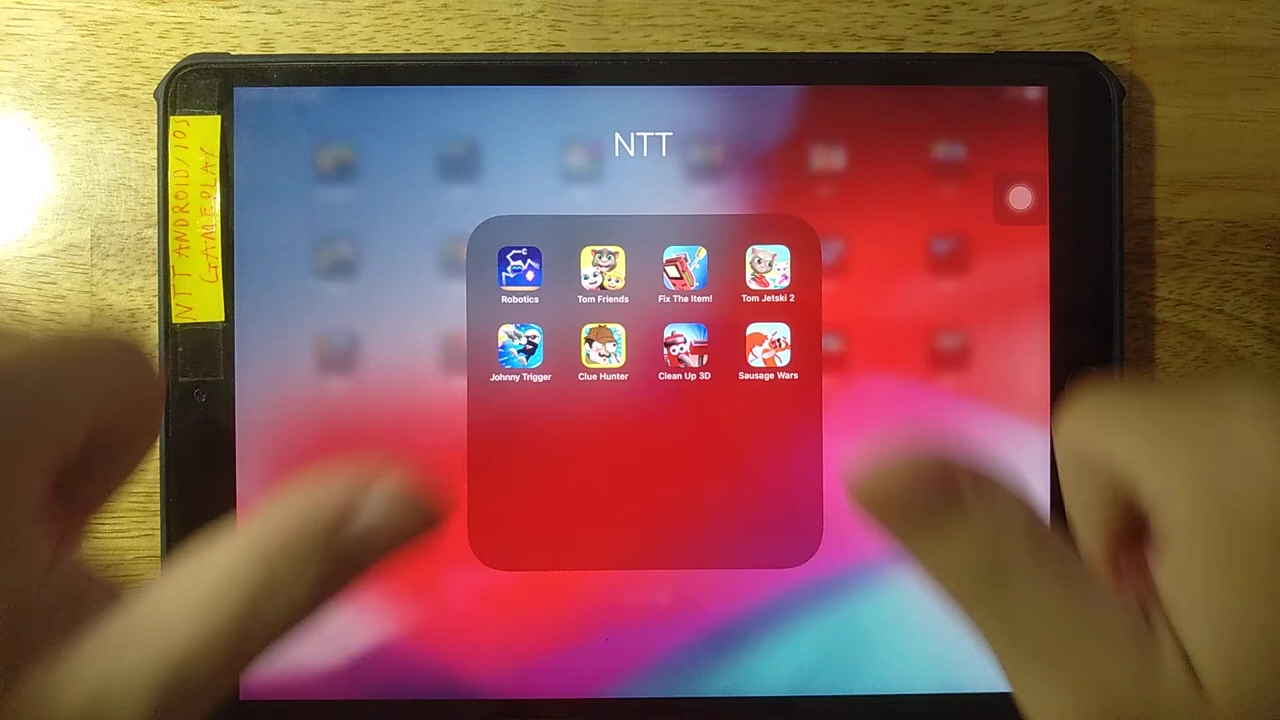 NTT
NTT ANDROID/IOS
GAMEPLAY
Robotics
Tom Friends
Fix The Item!
Tom Jetski 2
Johnny Trigger
Clue Hunter
Clean Up 3D
Sausage Wars